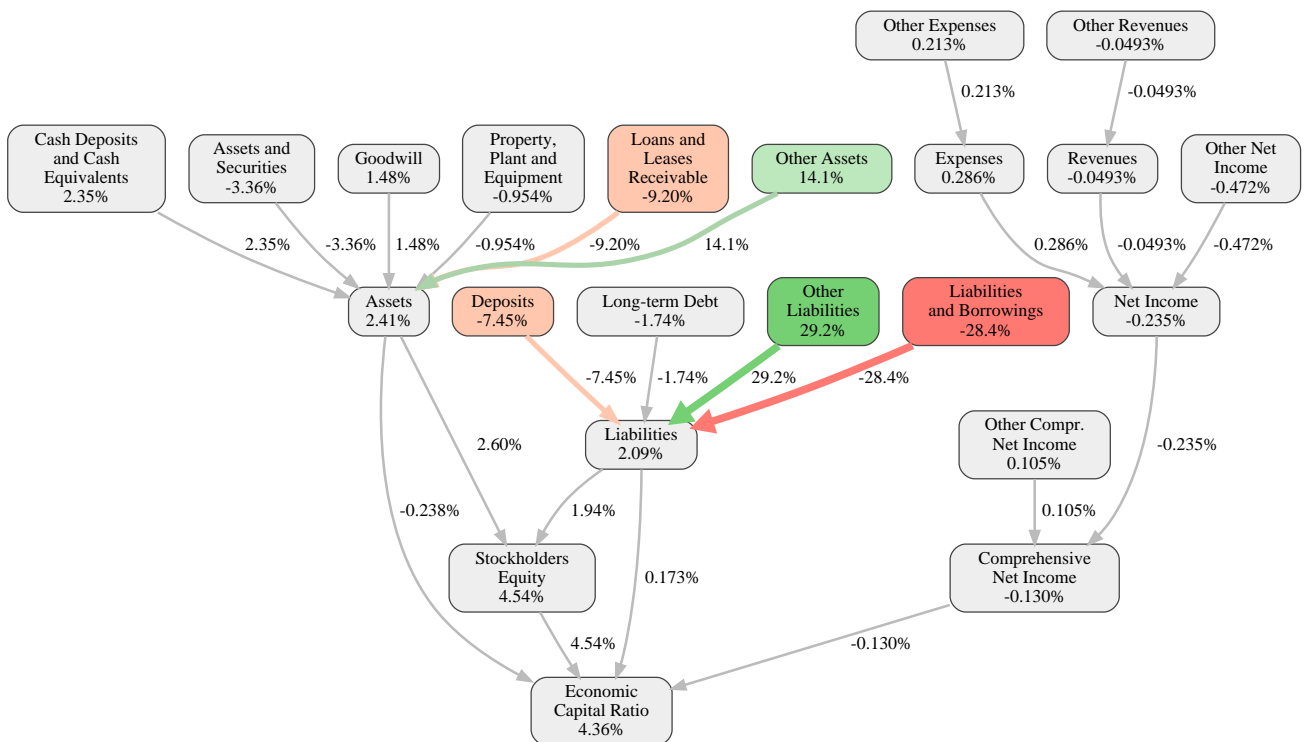 Other Expenses
0.213%
Other Revenues
-0.0493%
0.213%
-0.0493%
Cash Deposits
and Cash
Equivalents
2.35%
Assets and
Securities
-3.36%
Goodwill
1.48%
Property,
Plant and
Equipment
-0.954%
Loans and
Leases
Receivable
-9.20%
Other Assets
14.1%
Expenses
0.286%
Revenues
-0.0493%
Other Net
Income
-0.472%
2.35%
-3.36%
1.48%
-0.954%
-9.20%
14.1%
0.286%
-0.0493%
-0.472%
Assets
2.41%
Deposits
-7.45%
Long-term Debt
-1.74%
Other
Liabilities
29.2%
Liabilities
and Borrowings
-28.4%
Net Income
-0.235%
-7.45%
-1.74%
29.2%
-28.4%
Liabilities
2.09%
Other Compr.
Net Income
0.105%
2.60%
-0.235%
-0.238%
1.94%
0.105%
Stockholders
Equity
4.54%
0.173%
Comprehensive
Net Income
-0.130%
4.54%
-0.130%
Economic
Capital Ratio
4.36%